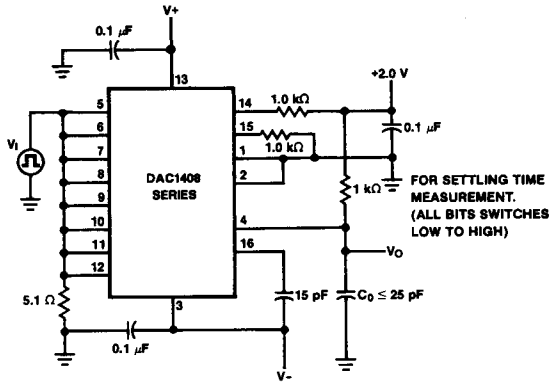 V+
0.1 µF
13
+2.0 V
5
14
1.0 kΩ
6
15
1.0 kΩ
0.1 µF
VI
7
1
8
DAC1408
SERIES
2
9
1 kΩ
FOR SETTLING TIME
MEASUREMENT.
(ALL BITS SWITCHES
LOW TO HIGH)
10
4
11
16
VO
12
5.1 Ω
15 pF
CO ≤ 25 pF
3
0.1 µF
V-